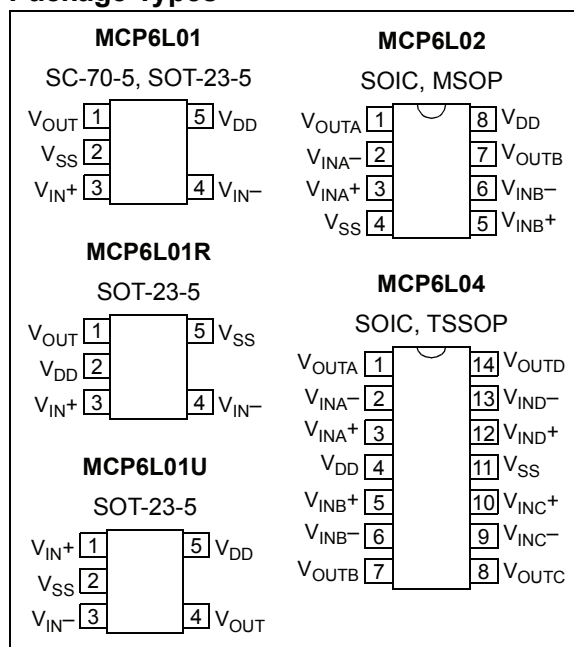 Package Types
MCP6L01
SC-70-5, SOT-23-5
VOUT 1 5 VDD
VSS 2
VIN+ 3 4 VIN–
MCP6L01R
SOT-23-5
VOUT 1 5 VSS
VDD 2
VIN+ 3 4 VIN–
MCP6L01U
SOT-23-5
VIN+ 1 5 VDD
VSS 2
VIN– 3 4 VOUT
MCP6L02
SOIC, MSOP
VOUTA 1 8 VDD
VINA– 2 7 VOUTB
VINA+ 3 6 VINB–
VSS 4 5 VINB+
MCP6L04
SOIC, TSSOP
VOUTA 1 14 VOUTD
VINA– 2 13 VIND–
VINA+ 3 12 VIND+
VDD 4 11 VSS
VINB+ 5 10 VINC+
VINB– 6 9 VINC–
VOUTB 7 8 VOUTC